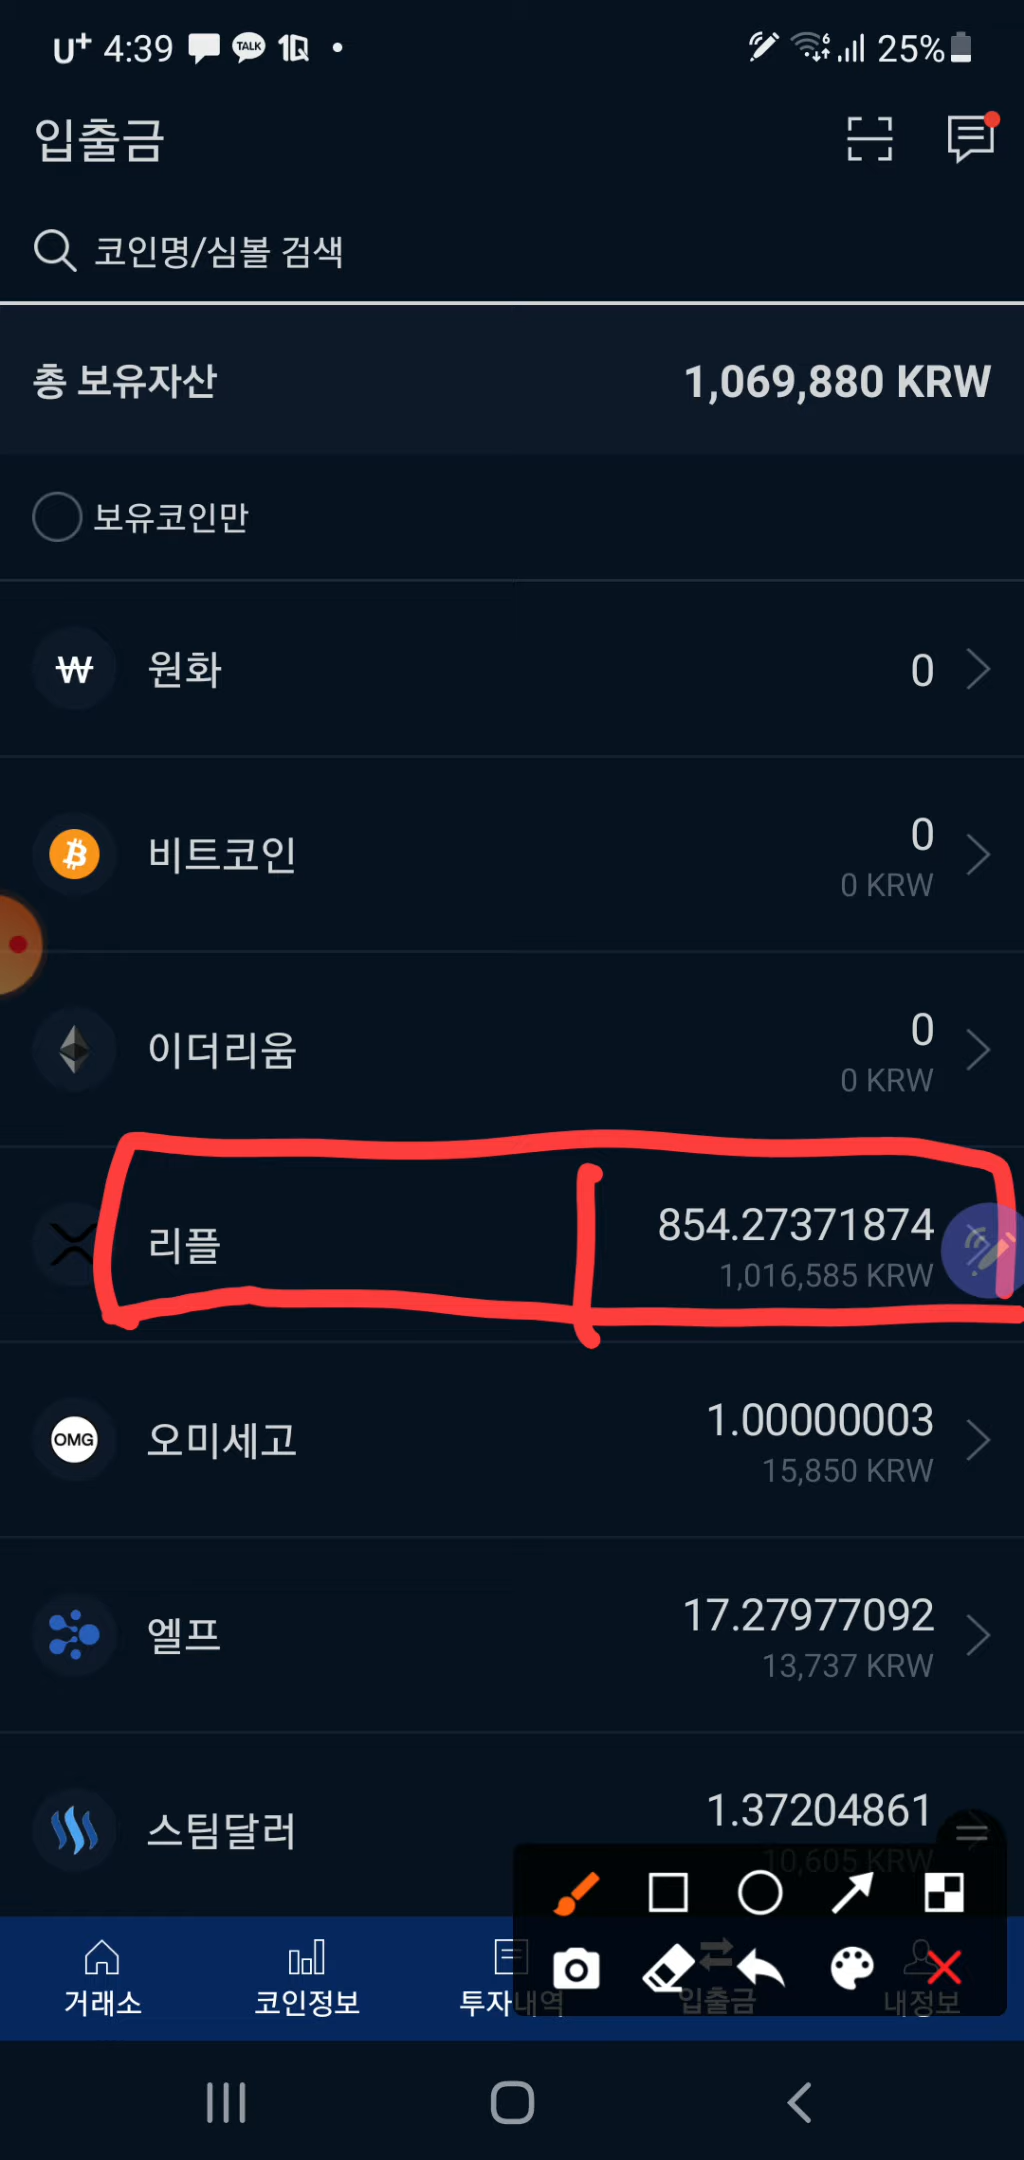 U+ 4:39 TALK 1Q 6 25%
입출금
코인명/심볼 검색
총 보유자산 1,069,880 KRW
보유코인만
원화 0
비트코인 0
0 KRW
이더리움 0
0 KRW
리플 854.27371874
1,016,585 KRW
OMG 오미세고 1.00000003
15,850 KRW
엘프 17.27977092
13,737 KRW
스팀달러 1.37204861
10,605 KRW
거래소 코인정보 투자내역 입출금 내정보